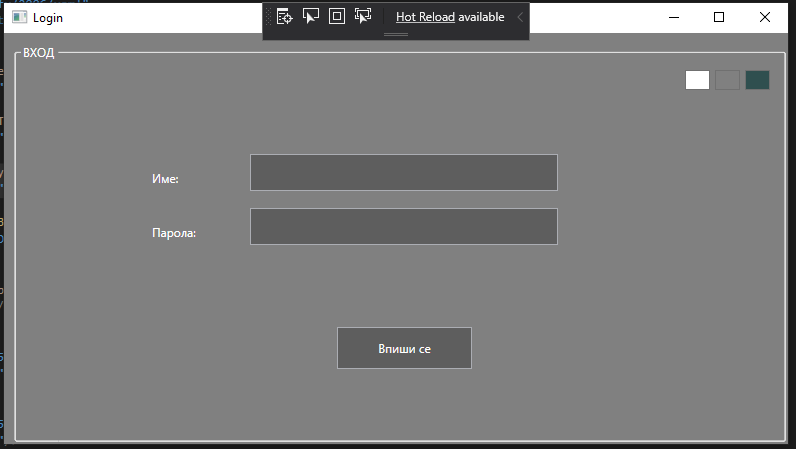 Login
Hot Reload available
ВХОД
Име:
Парола:
Впиши се